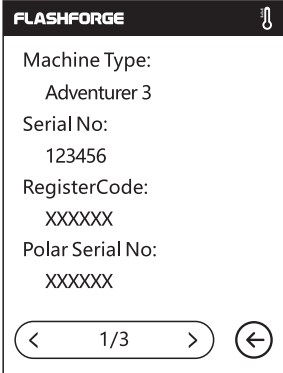 FLASHFORGE
Machine Type:
Adventurer 3
Serial No:
123456
RegisterCode:
XXXXXX
Polar Serial No:
XXXXXX
1/3